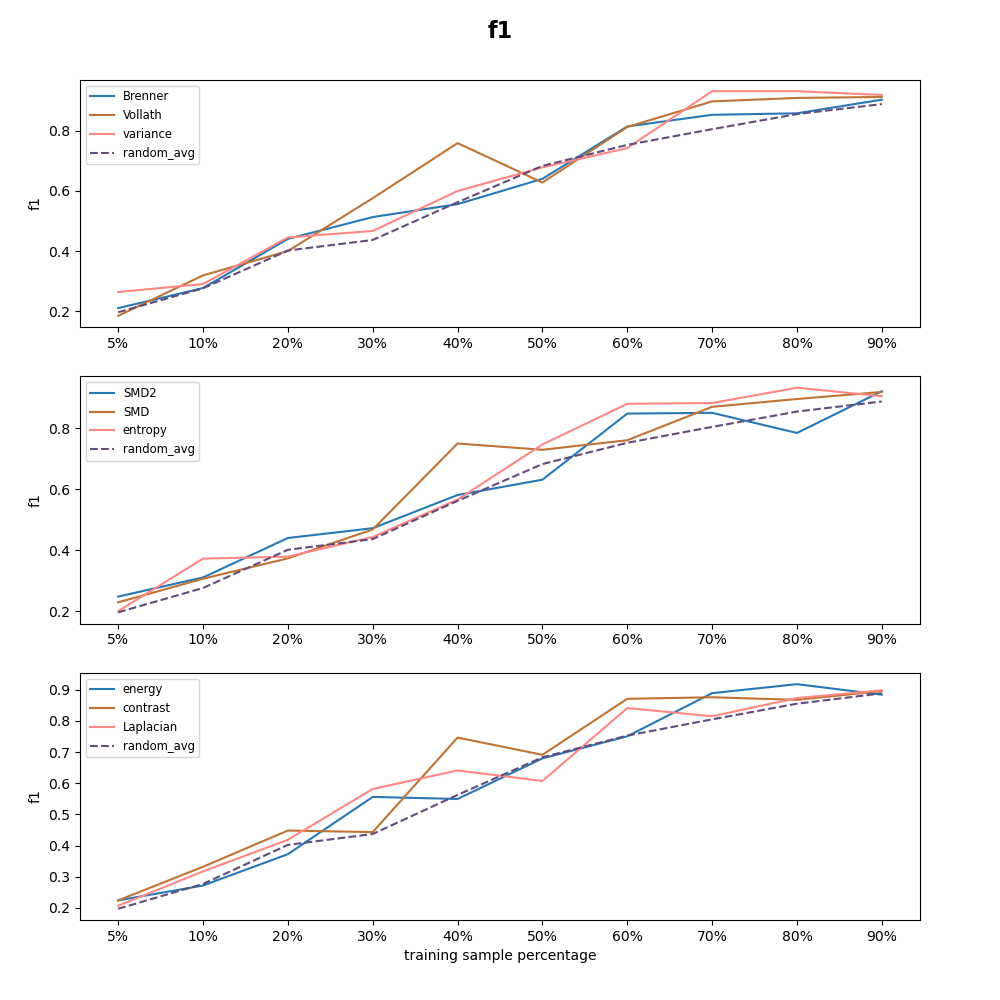 f1
Brenner
Vollath
variance
random_avg
0.8
0.6
0.4
0.2
f1
5% 10% 20% 30% 40% 50% 60% 70% 80% 90%
SMD2
SMD
entropy
random_avg
0.8
0.6
0.4
0.2
f1
5% 10% 20% 30% 40% 50% 60% 70% 80% 90%
energy
contrast
Laplacian
random_avg
0.9
0.8
0.7
0.6
0.5
0.4
0.3
0.2
f1
5% 10% 20% 30% 40% 50% 60% 70% 80% 90%
training sample percentage